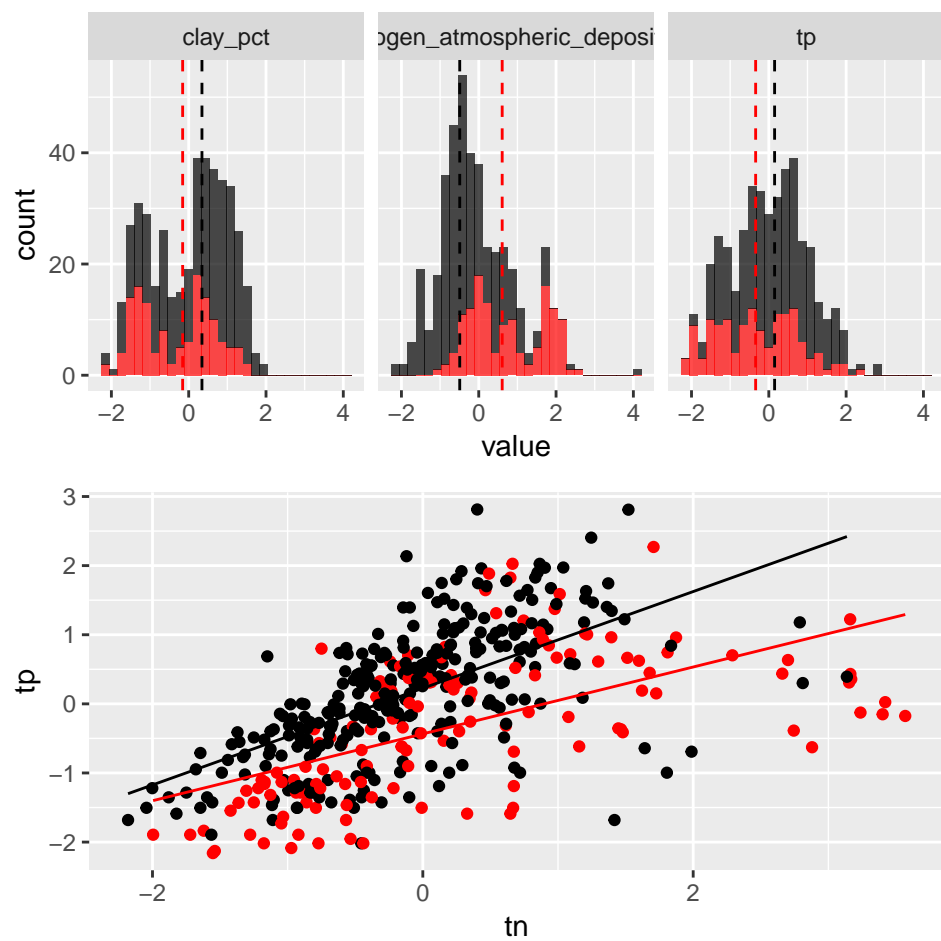 clay_pct ogen_atmospheric_deposi tp
40
20
0
count
−2 0 2 4 −2 0 2 4 −2 0 2 4
value
3
2
1
0
−1
−2
tp
−2 0 2
tn